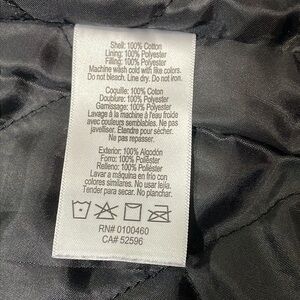 Shell: 100% Cotton
Lining: 100% Polyester
Filling: 100% Polyester
Machine wash cold with like colors.
Do not bleach. Line dry. Do not iron.
Coquille: 100% Coton
Doublure: 100% Polyester
Garnissage: 100% Polyester
Lavage à la machine à l'eau froide
avec couleurs semblables. Ne pas
javelliser. Étendre pour sécher.
Ne pas repasser.
Exterior: 100% Algodón
Forro: 100% Poliéster
Relleno: 100% Poliéster
Lavar a máquina en frío con
colores similares. No usar lejía.
Tender para secar. No planchar.
RN# 0100460
CA# 52596